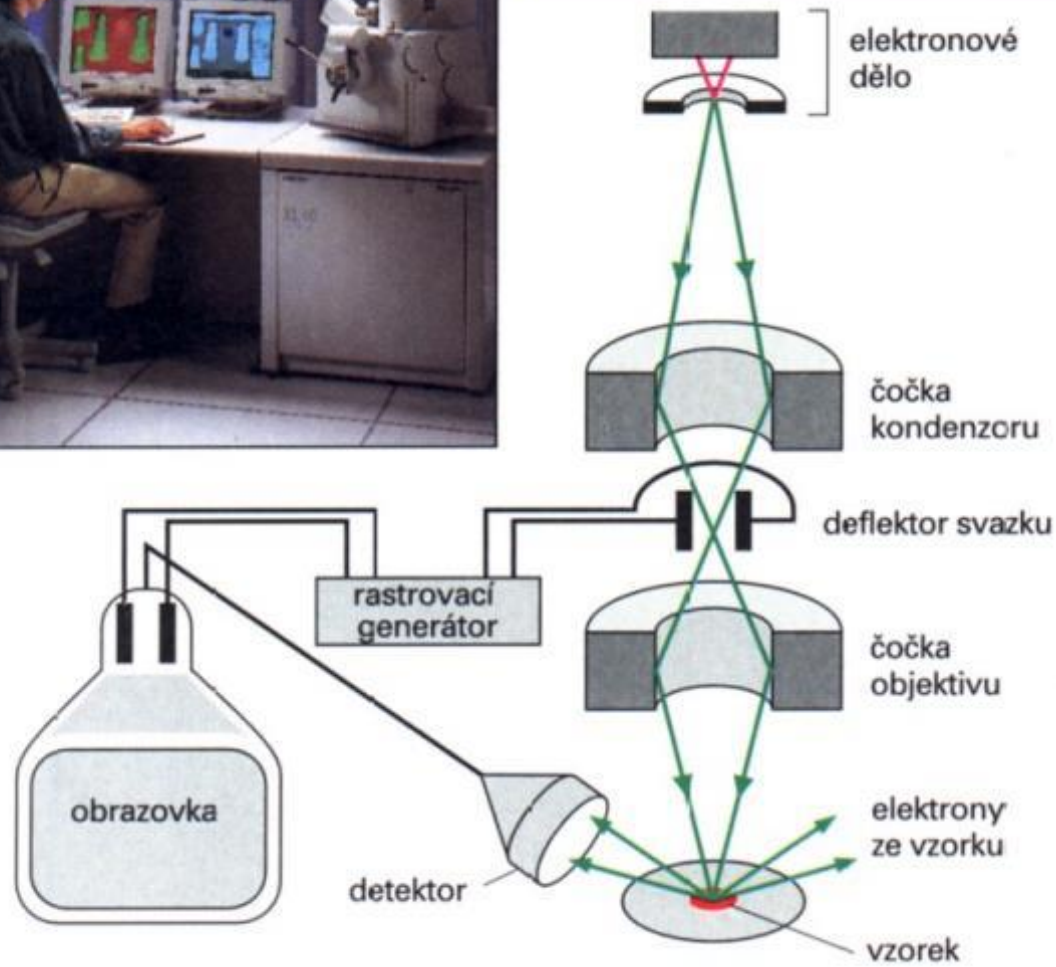 elektronové
dělo
čočka
kondenzoru
deflektor svazku
rastrovací
generátor
čočka
objektivu
obrazovka
elektrony
ze vzorku
detektor
vzorek